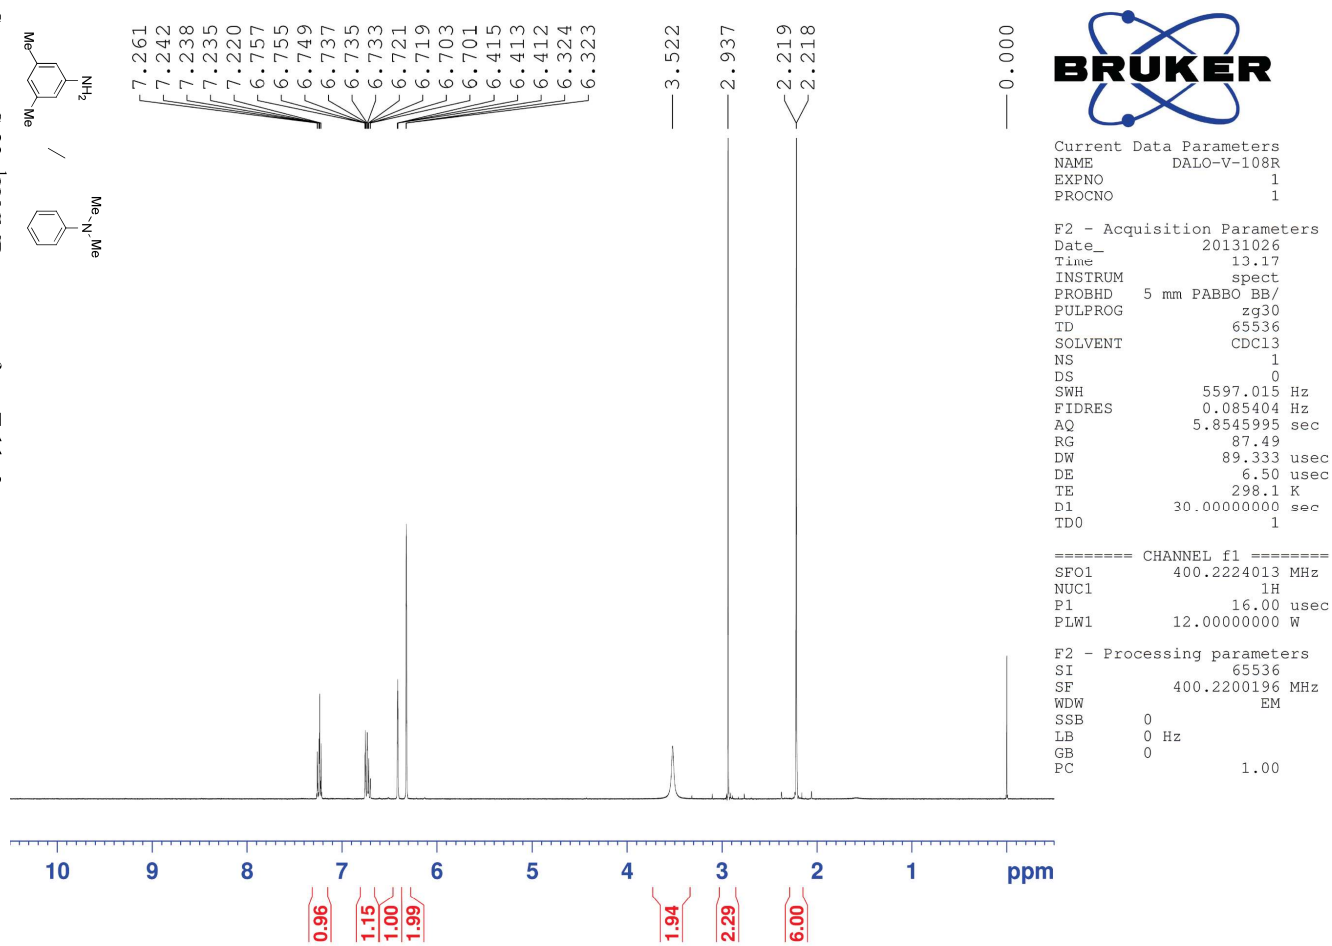 7.261
7.242
7.238
7.235
7.220
6.757
6.755
6.749
6.737
6.735
6.733
6.721
6.719
6.703
6.701
6.415
6.413
6.412
6.324
6.323
3.522
2.937
2.219
2.218
0.000
Me
NH2
Me
/
Me
N
Me
BRUKER
Current Data Parameters
NAME DALO-V-108R
EXPNO 1
PROCNO 1
F2 - Acquisition Parameters
Date_ 20131026
Time 13.17
INSTRUM spect
PROBHD 5 mm PABBO BB/
PULPROG zg30
TD 65536
SOLVENT CDCl3
NS 1
DS 0
SWH 5597.015 Hz
FIDRES 0.085404 Hz
AQ 5.8545995 sec
RG 87.49
DW 89.333 usec
DE 6.50 usec
TE 298.1 K
D1 30.00000000 sec
TD0 1
======== CHANNEL f1 ========
SFO1 400.2224013 MHz
NUC1 1H
P1 16.00 usec
PLW1 12.00000000 W
F2 - Processing parameters
SI 65536
SF 400.2200196 MHz
WDW EM
SSB 0
LB 0 Hz
GB 0
PC 1.00
10 9 8 7 6 5 4 3 2 1 ppm
0.96
1.15
1.00
1.99
1.94
2.29
6.00